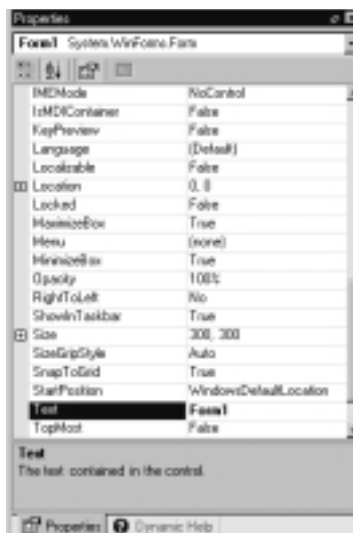 Properties
Form1 System.WinForms.Form
IMEMode NoControl
IsMDIContainer False
KeyPreview False
Language (Default)
Localizable False
Location 0, 0
Locked False
MaximizeBox True
Menu (none)
MinimizeBox True
Opacity 100%
RightToLeft No
ShowInTaskbar True
Size 300, 300
SizeGripStyle Auto
SnapToGrid True
StartPosition WindowsDefaultLocation
Text Form1
TopMost False
Text
The text contained in the control.
Properties Dynamic Help